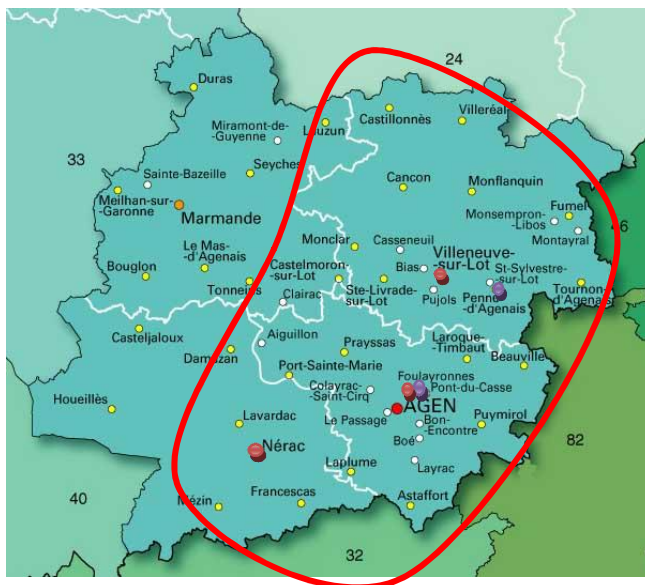 24
Duras
Castillonnès
Villeréal
Lauzun
Miramont-de-
-Guyenne
33
Sainte-Bazeille
Seyches
Cancon
Monflanquin
Meilhan-sur-
-Garonne
Marmande
Fumel
Monsempron-
-Libos
46
Montayral
Monclar
Casseneuil
Villeneuve-
-sur-Lot
Le Mas-
-d'Agenais
Bouglon
Tonneins
Castelmoron-
-sur-Lot
Bias
St-Sylvestre-
-sur-Lot
Ste-Livrade-
-sur-Lot
Pujols
Penne-
-d'Agenais
Tournon-
-d'Agenais
Clairac
Casteljaloux
Aiguillon
Damazan
Prayssas
Laroque-
-Timbaut
Beauville
Port-Sainte-Marie
Foulayronnes
Colayrac-
-Saint-Cirq
Pont-du-Casse
Houeillès
AGEN
Le Passage
Lavardac
Bon-
-Encontre
Puymirol
82
Nérac
Boé
Layrac
Laplume
40
Mézin
Francescas
Astaffort
32